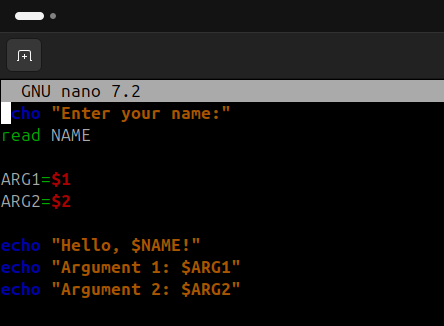 GNU nano 7.2
echo "Enter your name:"
read NAME
ARG1=$1
ARG2=$2
echo "Hello, $NAME!"
echo "Argument 1: $ARG1"
echo "Argument 2: $ARG2"